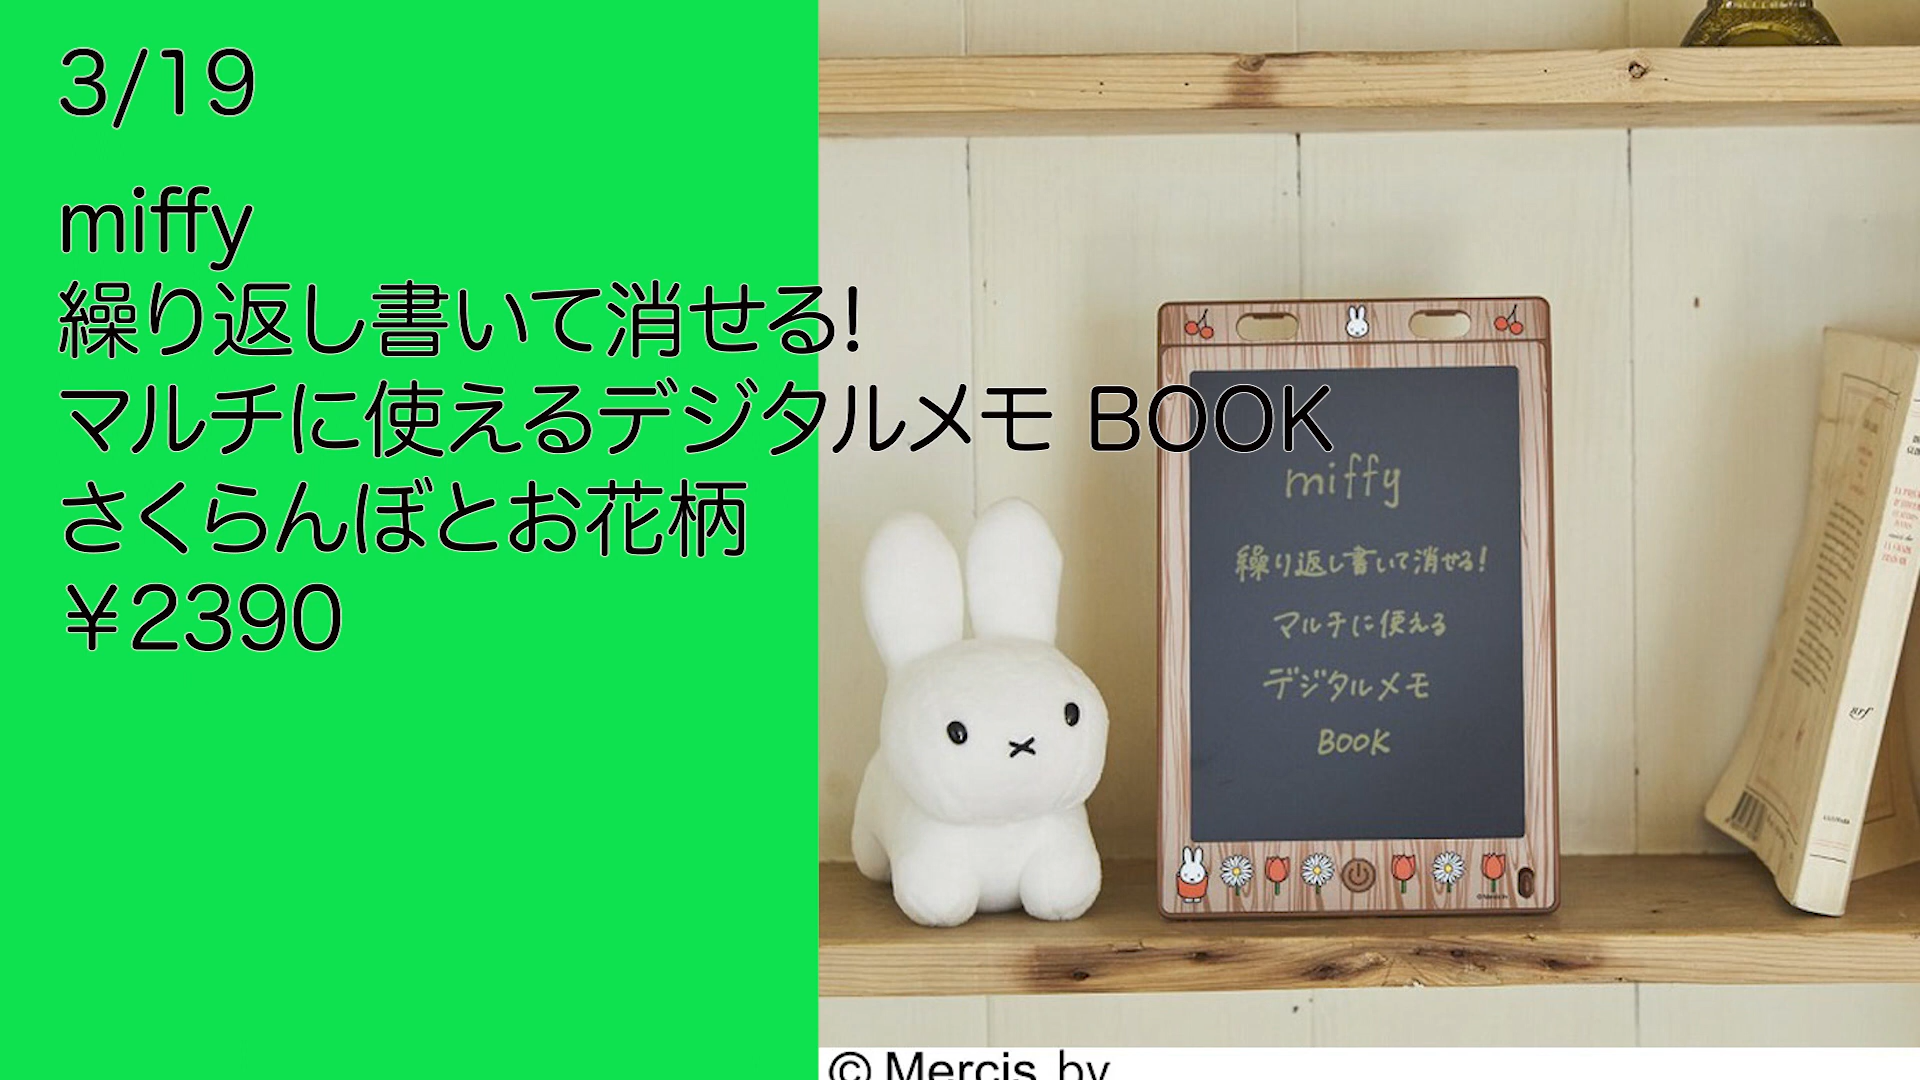 3/19
miffy
繰り返し書いて消せる!
マルチに使えるデジタルメモ BOOK
さくらんぼとお花柄
￥2390
miffy
繰り返し書いて消せる!
マルチに使える
デジタルメモ
BOOK
nrf
© Mercis bv